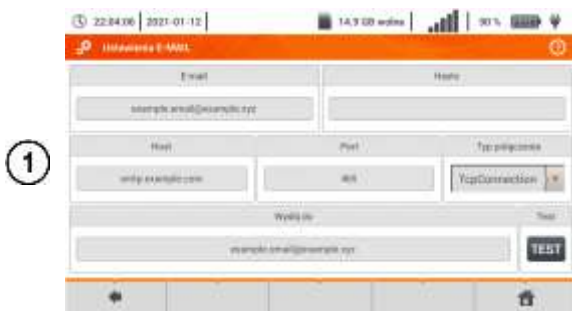 22:04:06 2021-01-12 14.9 GB wolne 90%
Ustawienia E-MAIL
E-mail Hasło
example.email@example.xyz
1
Host Port Typ połączenia
smtp.example.com 465 TcpConnection
Wyślij do Test
example.email@example.xyz TEST